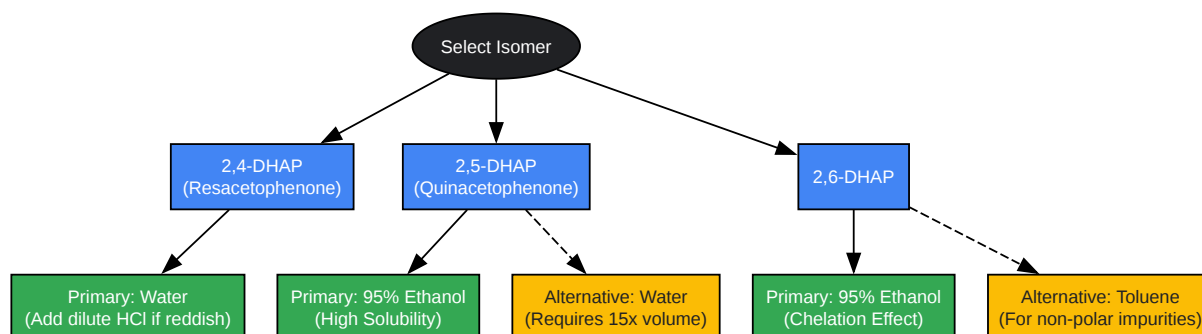 Select Isomer
2,4-DHAP
(Resacetophenone)
2,5-DHAP
(Quinacetophenone)
2,6-DHAP
Primary: Water
(Add dilute HCl if reddish)
Primary: 95% Ethanol
(High Solubility)
Alternative: Water
(Requires 15x volume)
Primary: 95% Ethanol
(Chelation Effect)
Alternative: Toluene
(For non-polar impurities)